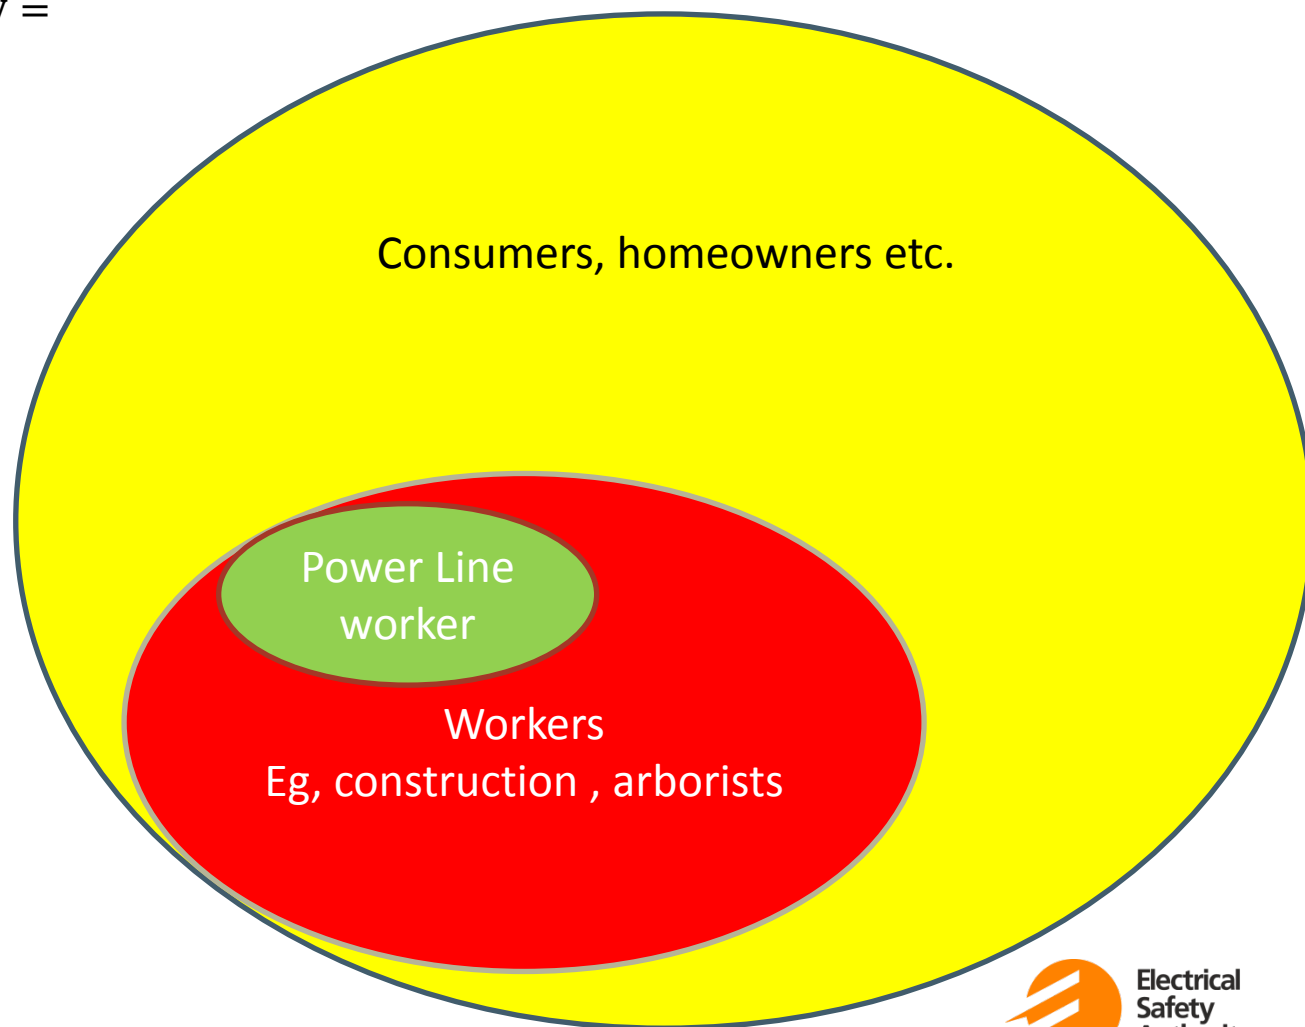 =
Consumers, homeowners etc.
Power Line
worker
Workers
Eg, construction , arborists
Electrical
Safety